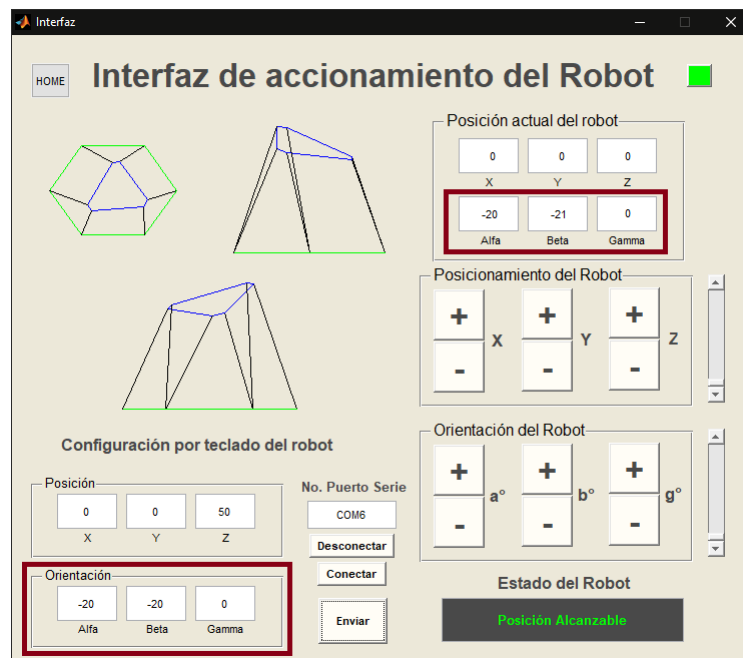 Interfaz
HOME
Interfaz de accionamiento del Robot
Posición actual del robot
0 0 0
X Y Z
-20 -21 0
Alfa Beta Gamma
Posicionamiento del Robot
+ + +
X Y Z
- - -
Configuración por teclado del robot
Orientación del Robot
+ + +
a° b° g°
- - -
Posición
0 0 50
X Y Z
No. Puerto Serie
COM6
Desconectar
Conectar
Enviar
Orientación
-20 -20 0
Alfa Beta Gamma
Estado del Robot
Posición Alcanzable